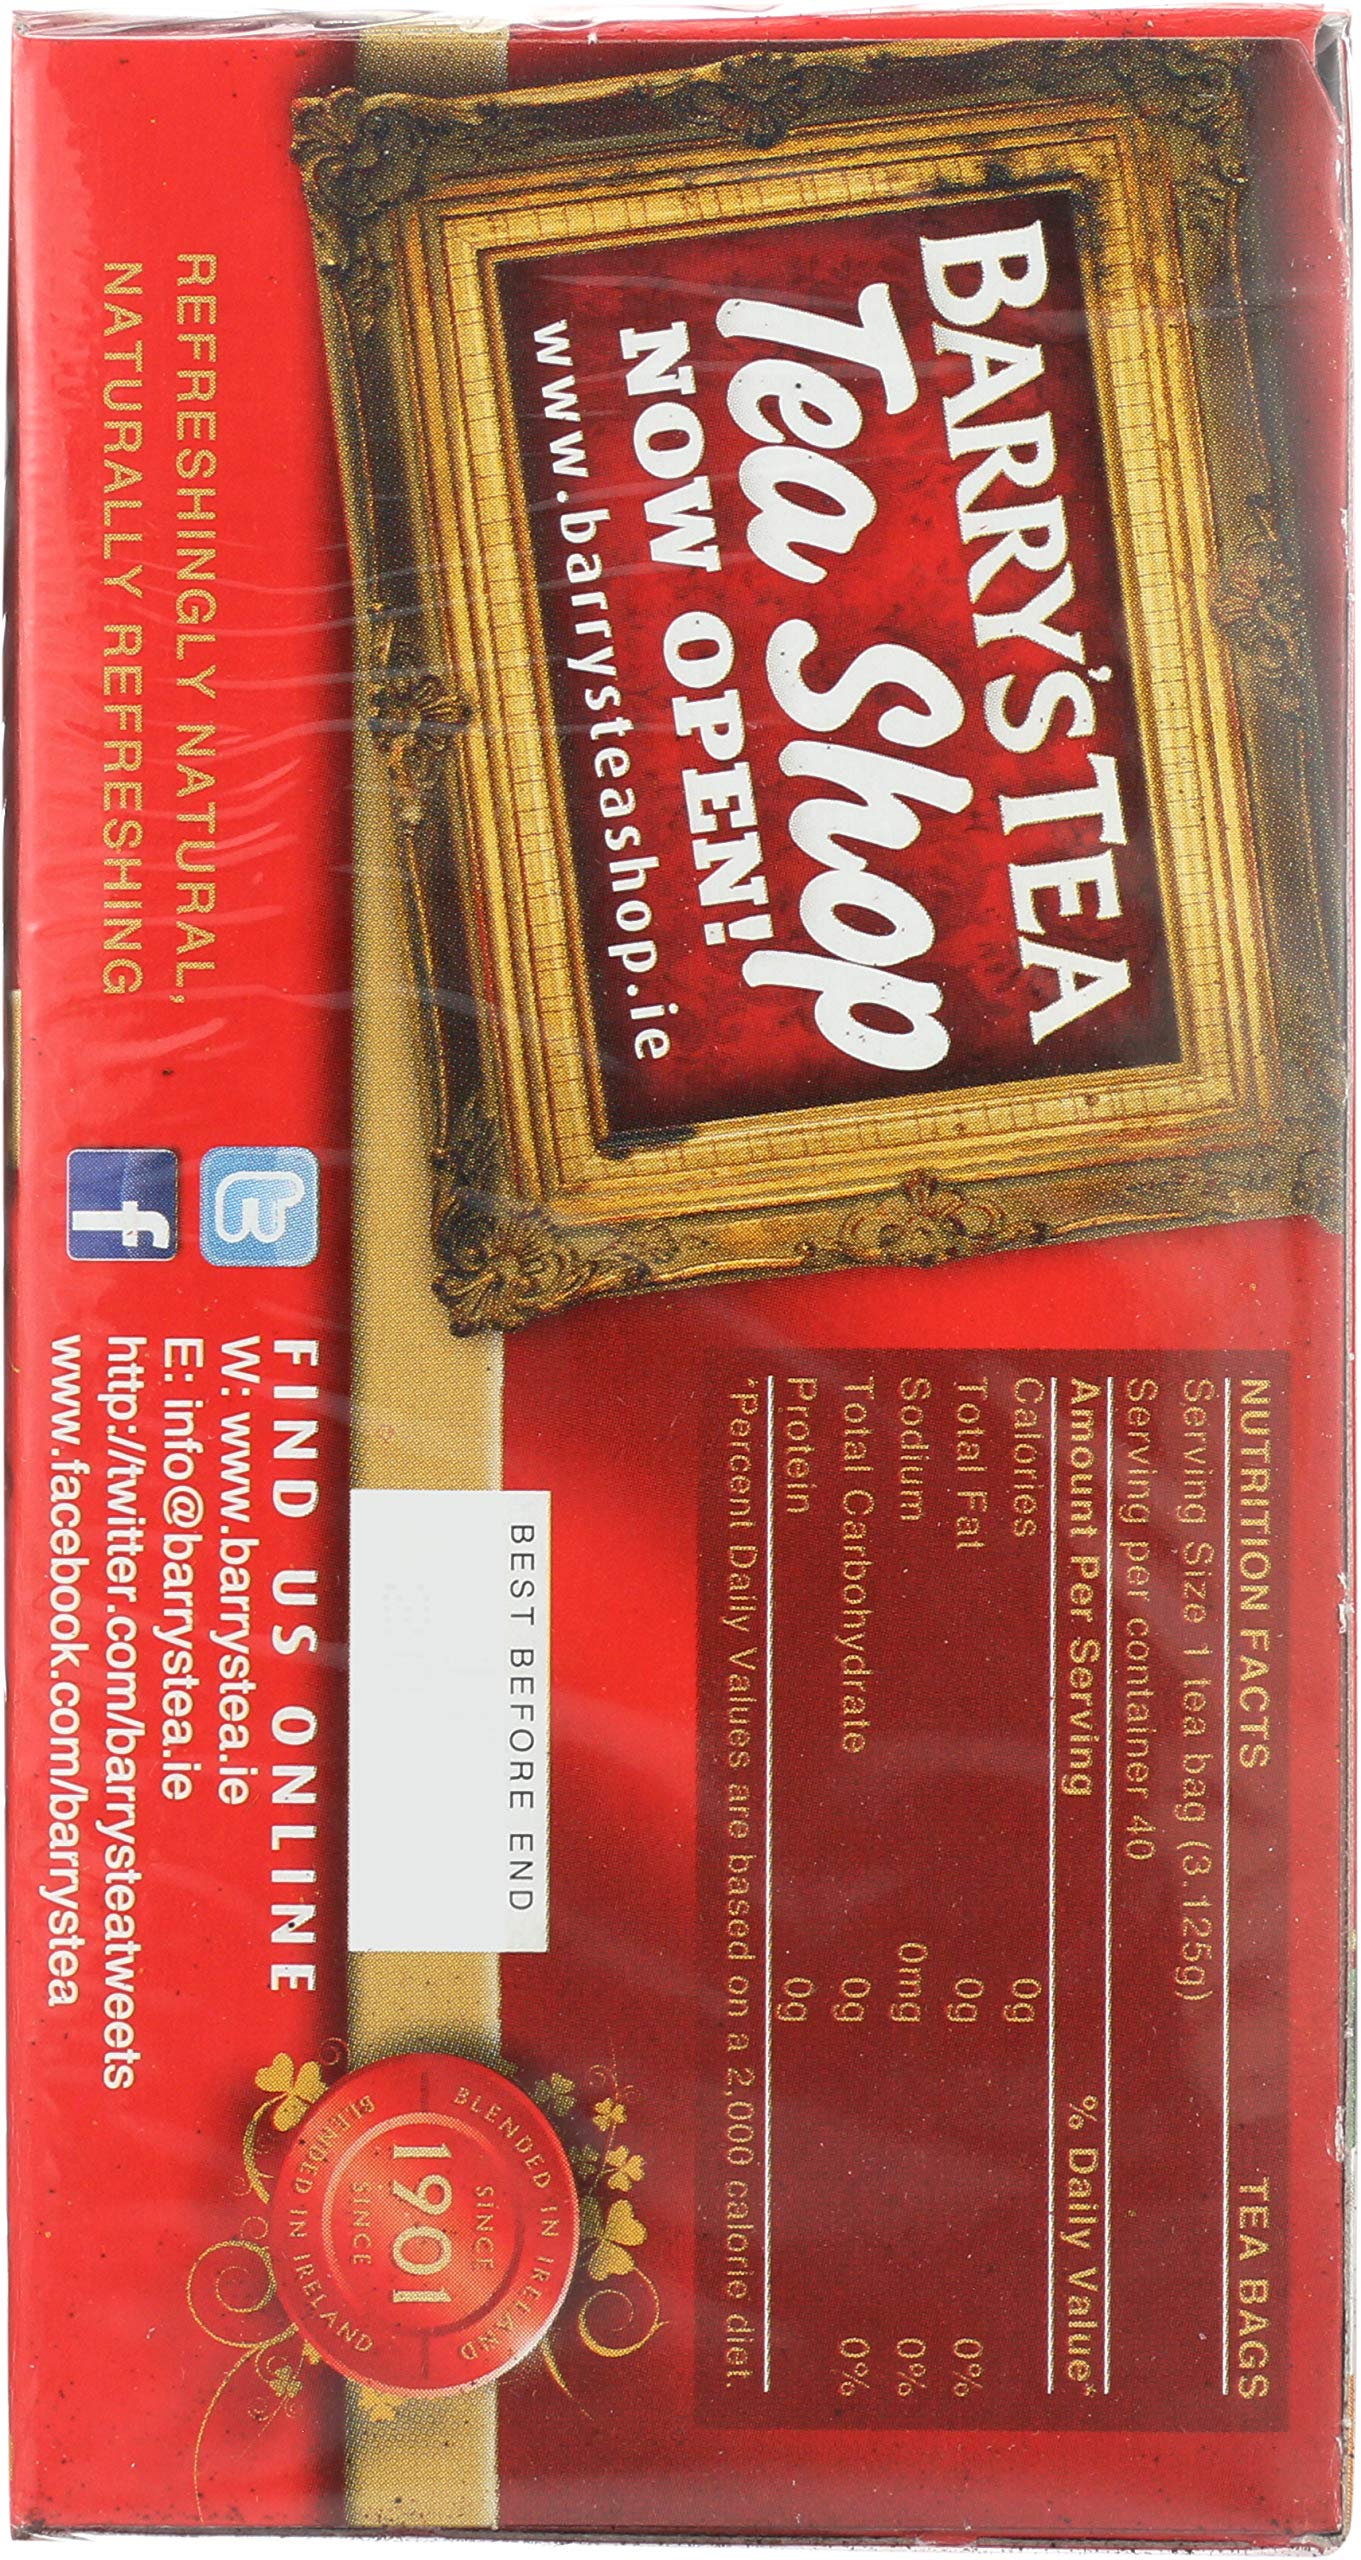 BARRY'S TEA
Tea Shop
NOW OPEN!
www.barrysteashop.ie
REFRESHINGLY NATURAL,
NATURALLY REFRESHING
NUTRITION FACTS TEA BAGS
Serving Size 1 tea bag (3.125g)
Serving per container 40
Amount Per Serving % Daily Value*
Calories 0g
Total Fat 0g 0%
Sodium 0mg 0%
Total Carbohydrate 0g 0%
Protein 0g
*Percent Daily Values are based on a 2,000 calorie diet.
BEST BEFORE END
FIND US ONLINE
W: www.barrystea.ie
E: info@barrystea.ie
http://twitter.com/barrysteatweets
www.facebook.com/barrystea
BLENDED IN IRELAND
SINCE
1901
SINCE
BLENDED IN IRELAND